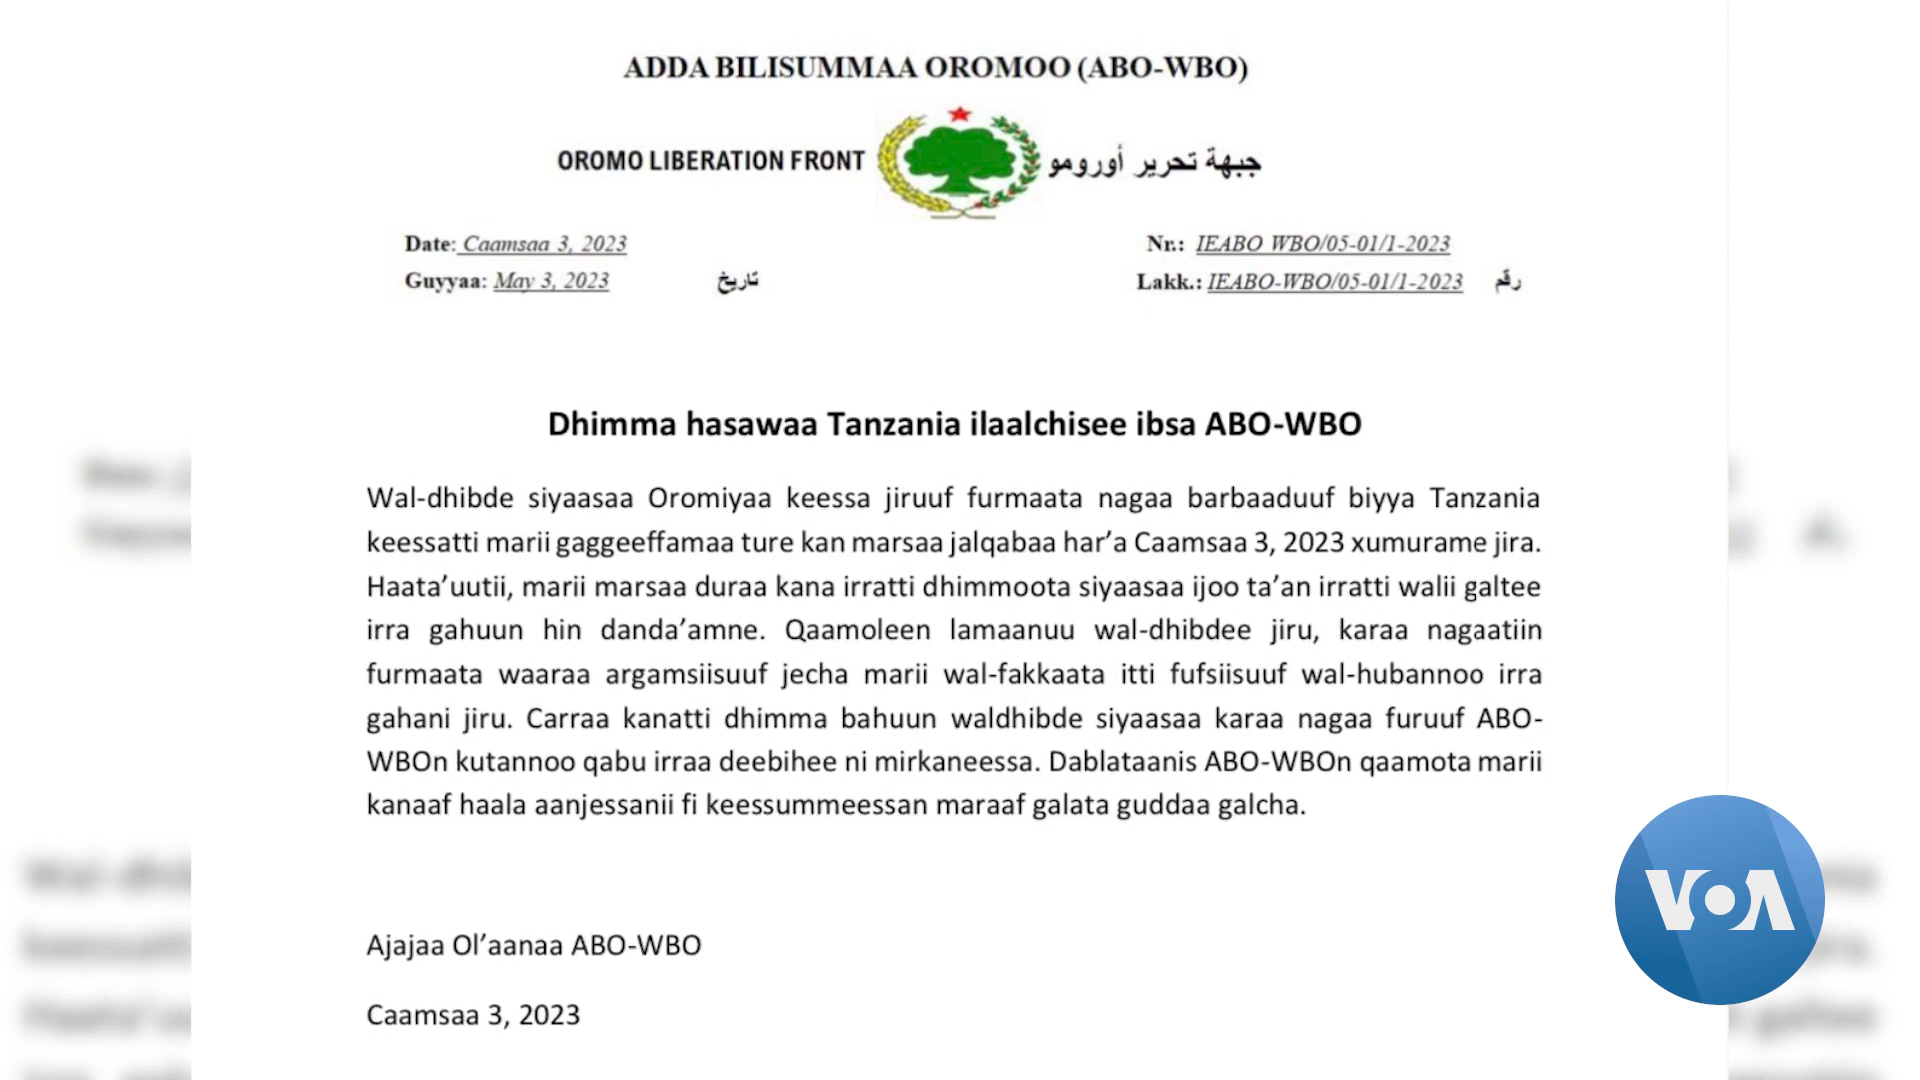 ADDA BILISUMMAA OROMOO (ABO-WBO)
OROMO LIBERATION FRONT جبهة تحرير أورومو
Date: Caamsaa 3, 2023 Nr.: IEABO WBO/05-01/1-2023
Guyyaa: May 3, 2023 تاريخ Lakk.: IEABO-WBO/05-01/1-2023 رقم
Dhimma hasawaa Tanzania ilaalchisee ibsa ABO-WBO
Wal-dhibde siyaasaa Oromiyaa keessa jiruuf furmaata nagaa barbaaduuf biyya Tanzania
keessatti marii gaggeeffamaa ture kan marsaa jalqabaa har’a Caamsaa 3, 2023 xumurame jira.
Haata’uutii, marii marsaa duraa kana irratti dhimmoota siyaasaa ijoo ta’an irratti walii galtee
irra gahuun hin danda’amne. Qaamoleen lamaanuu wal-dhibdee jiru, karaa nagaatiin
furmaata waaraa argamsiisuuf jecha marii wal-fakkaata itti fufsiisuuf wal-hubannoo irra
gahani jiru. Carraa kanatti dhimma bahuun waldhibde siyaasaa karaa nagaa furuuf ABO-
WBOn kutannoo qabu irraa deebihee ni mirkaneessa. Dablataanis ABO-WBOn qaamota marii
kanaaf haala aanjessanii fi keessummeessan maraaf galata guddaa galcha.
Ajajaa Ol’aanaa ABO-WBO
VOA
Caamsaa 3, 2023